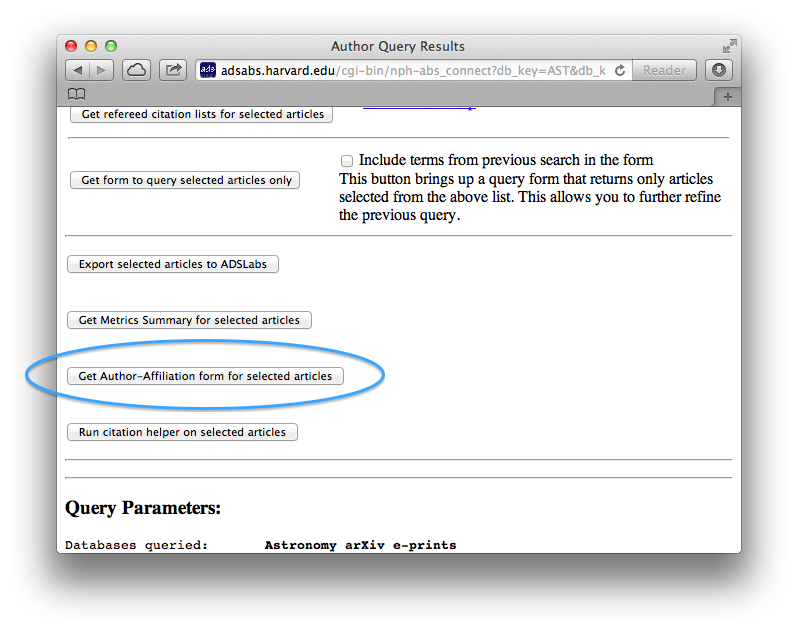 Author Query Results
ads adsabs.harvard.edu/cgi-bin/nph-abs_connect?db_key=AST&db_k
Reader
Get refereed citation lists for selected articles
Include terms from previous search in the form
Get form to query selected articles only
This button brings up a query form that returns only articles
selected from the above list. This allows you to further refine
the previous query.
Export selected articles to ADSLabs
Get Metrics Summary for selected articles
Get Author-Affiliation form for selected articles
Run citation helper on selected articles
Query Parameters:
Databases queried: Astronomy arXiv e-prints